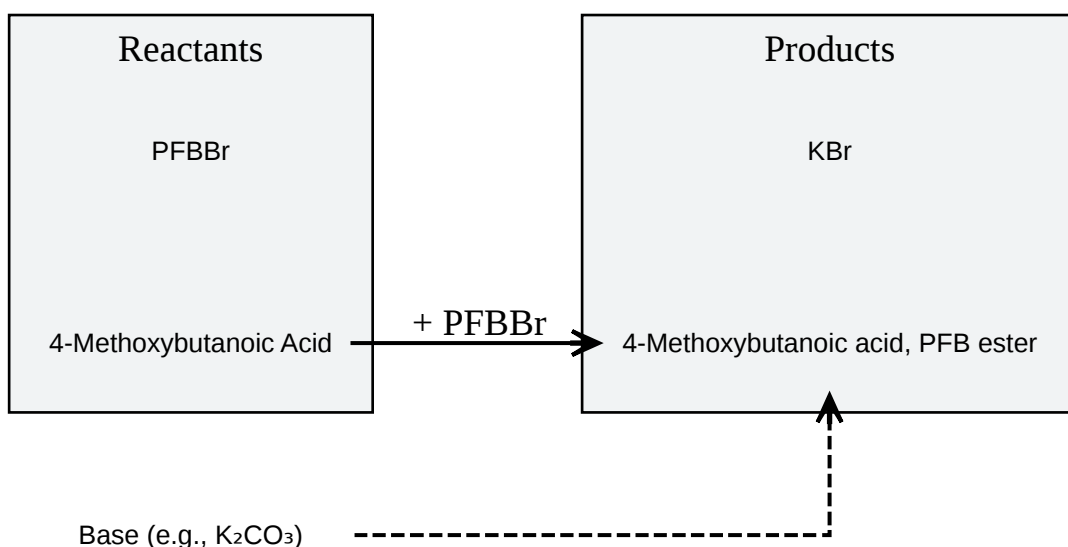 Reactants
Products
PFBBr
KBr
4-Methoxybutanoic Acid
+ PFBBr
4-Methoxybutanoic acid, PFB ester
Base (e.g., K₂CO₃)